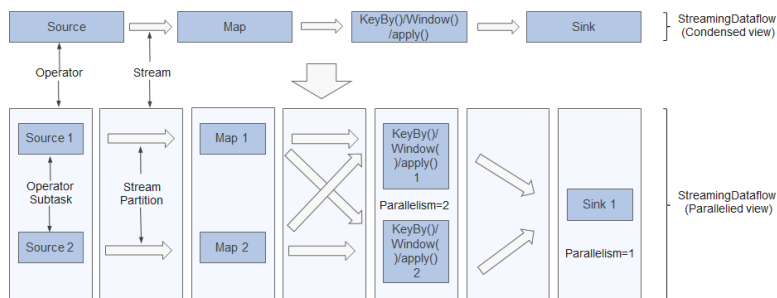 Source
Map
KeyBy()/Window()
/apply()
Sink
StreamingDataflow
(Condensed view)
Operator
Stream
Source 1
Map 1
KeyBy()/
Window(
)/apply()
1
Operator
Subtask
Stream
Partition
Parallelism=2
Sink 1
StreamingDataflow
(Parallelied view)
Source 2
Map 2
KeyBy()/
Window(
)/apply()
2
Parallelism=1